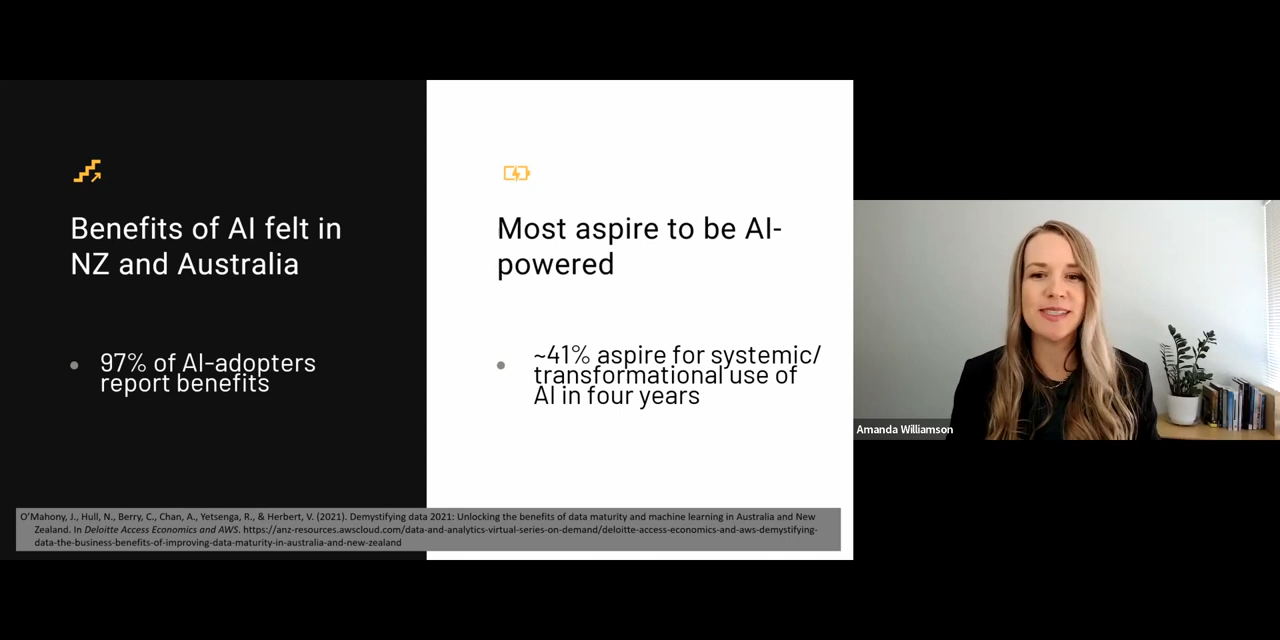 Benefits of AI felt in
NZ and Australia
97% of AI-adopters
report benefits
Most aspire to be AI-
powered
~41% aspire for systemic/
transformational use of
AI in four years
O'Mahony, J., Hull, N., Berry, C., Chan, A., Yetsenga, R., & Herbert, V. (2021). Demystifying data 2021: Unlocking the benefits of data maturity and machine learning in Australia and New
Zealand. In Deloitte Access Economics and AWS. https://anz-resources.awscloud.com/data-and-analytics-virtual-series-on-demand/deloitte-access-economics-and-aws-demystifying-
data-the-business-benefits-of-improving-data-maturity-in-australia-and-new-zealand
Amanda Williamson